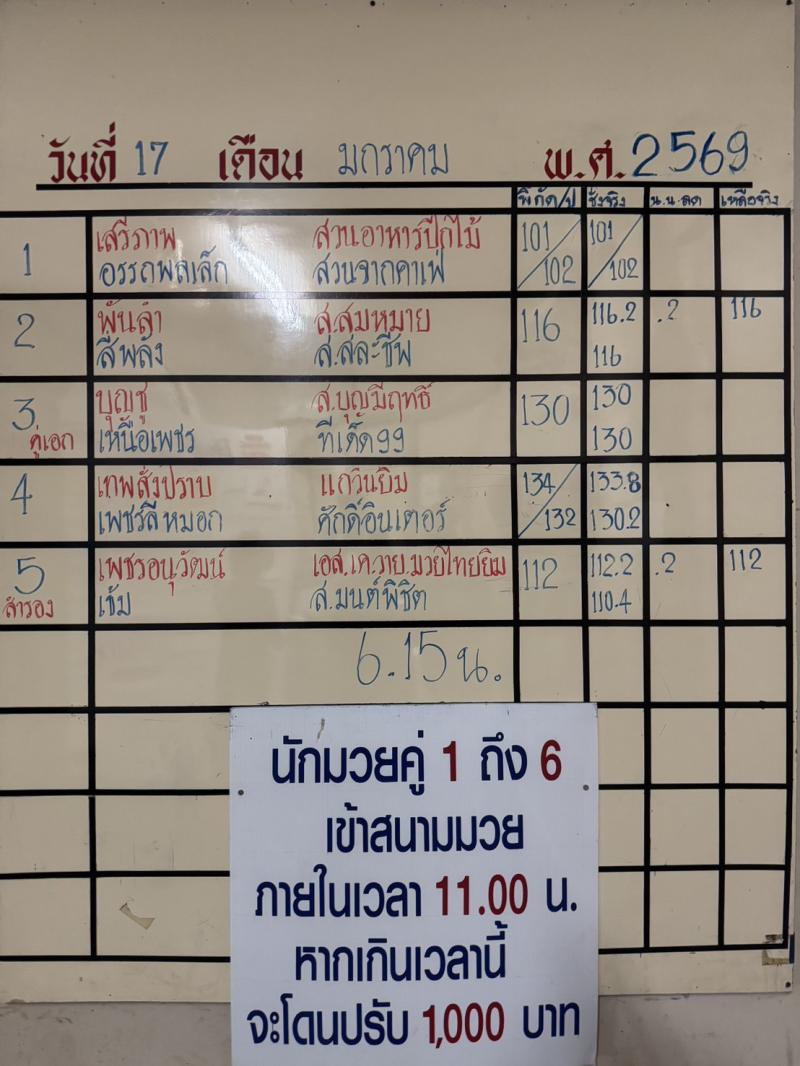 วันที่ 17 เดือน มกราคม พ.ศ. 2569
พิกัด/ป ชั่งจริง น.น.ลด เหลือจริง
1 เสรีภาพ สวนอาหารปีกไม้ 101/102 101/102
อรรถพลเล็ก สวนจากคาเฟ่
2 พันลำ ส.สมหมาย 116 116.2 .2 116
สีพลัง ส.สละชีพ 116
3 บุญชู ส.บุญมีฤทธิ์ 130 130
คู่เอก เหนือเพชร ทีเด็ด99 130
4 เทพสั่งปราบ แถวินยิม 134/132 133.8
เพชรสีหมอก ศักดิ์อินเตอร์ 130.2
5 เพชรอนุวัฒน์ เอส.เค.วาย.มวยไทยยิม 112 112.2 .2 112
สำรอง เข้ม ส.มนต์พิชิต 110.4
6.15 น.
นักมวยคู่ 1 ถึง 6
เข้าสนามมวย
ภายในเวลา 11.00 น.
หากเกินเวลานี้
จะโดนปรับ 1,000 บาท